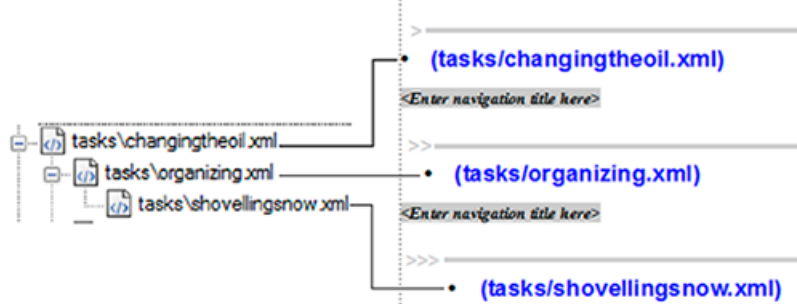 >
• (tasks/changingtheoil.xml)
<Enter navigation title here>
tasks\changingtheoil.xml
>>
tasks\organizing.xml
• (tasks/organizing.xml)
tasks\shovellingsnow.xml
<Enter navigation title here>
>>>
• (tasks/shovellingsnow.xml)